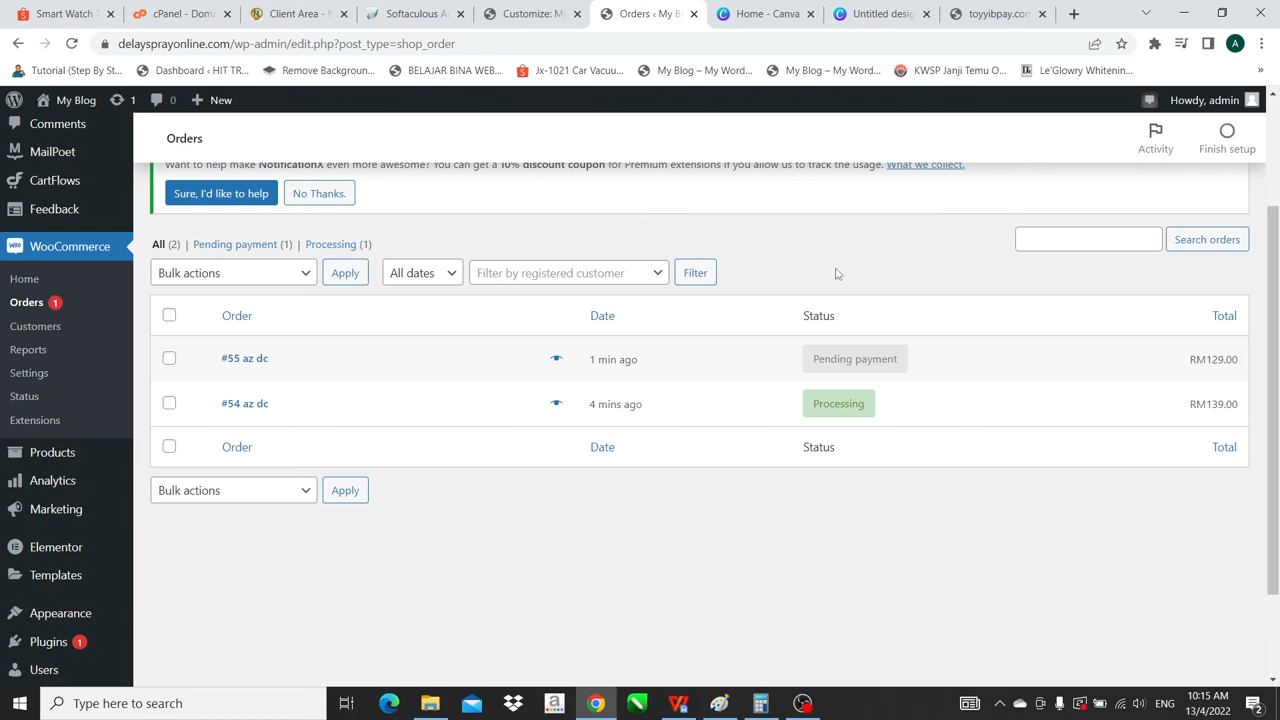 Smart Watch T
cPanel - Doma
Client Area - N
Softaculous Ap
Customize: My
Orders ‹ My Bl
Home - Canva
Untitled desig
toyyibpay.com
delaysprayonline.com/wp-admin/edit.php?post_type=shop_order
A
Tutorial (Step By St...
Dashboard - HIT TR...
Remove Backgroun...
BELAJAR BINA WEB...
Jx-1021 Car Vacuu...
My Blog – My Wor...
My Blog – My Wor...
KWSP Janji Temu O...
Le'Glowry Whitenin...
»
My Blog 1 0 New
Howdy, admin
Comments
MailPoet
CartFlows
Feedback
WooCommerce
Home
Orders 1
Customers
Reports
Settings
Status
Extensions
Products
Analytics
Marketing
Elementor
Templates
Appearance
Plugins 1
Users
Orders
Activity
Finish setup
Want to help make NotificationX even more awesome? You can get a 10% discount coupon for Premium extensions if you allow us to track the usage. What we collect.
Sure, I'd like to help
No Thanks.
All (2) | Pending payment (1) | Processing (1)
Search orders
Bulk actions Apply All dates Filter by registered customer Filter
Order Date Status Total
#55 az dc 1 min ago Pending payment RM129.00
#54 az dc 4 mins ago Processing RM139.00
Order Date Status Total
Bulk actions Apply
Type here to search
ENG
10:15 AM
13/4/2022
2